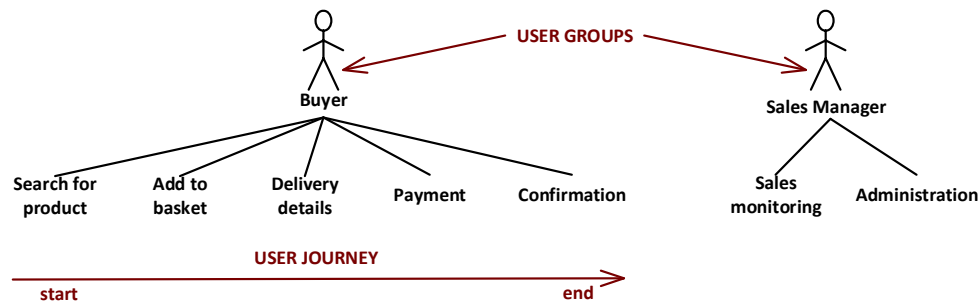 USER GROUPS
Buyer
Sales Manager
Search for
product
Add to
basket
Delivery
details
Payment
Confirmation
Sales
monitoring
Administration
USER JOURNEY
start
end